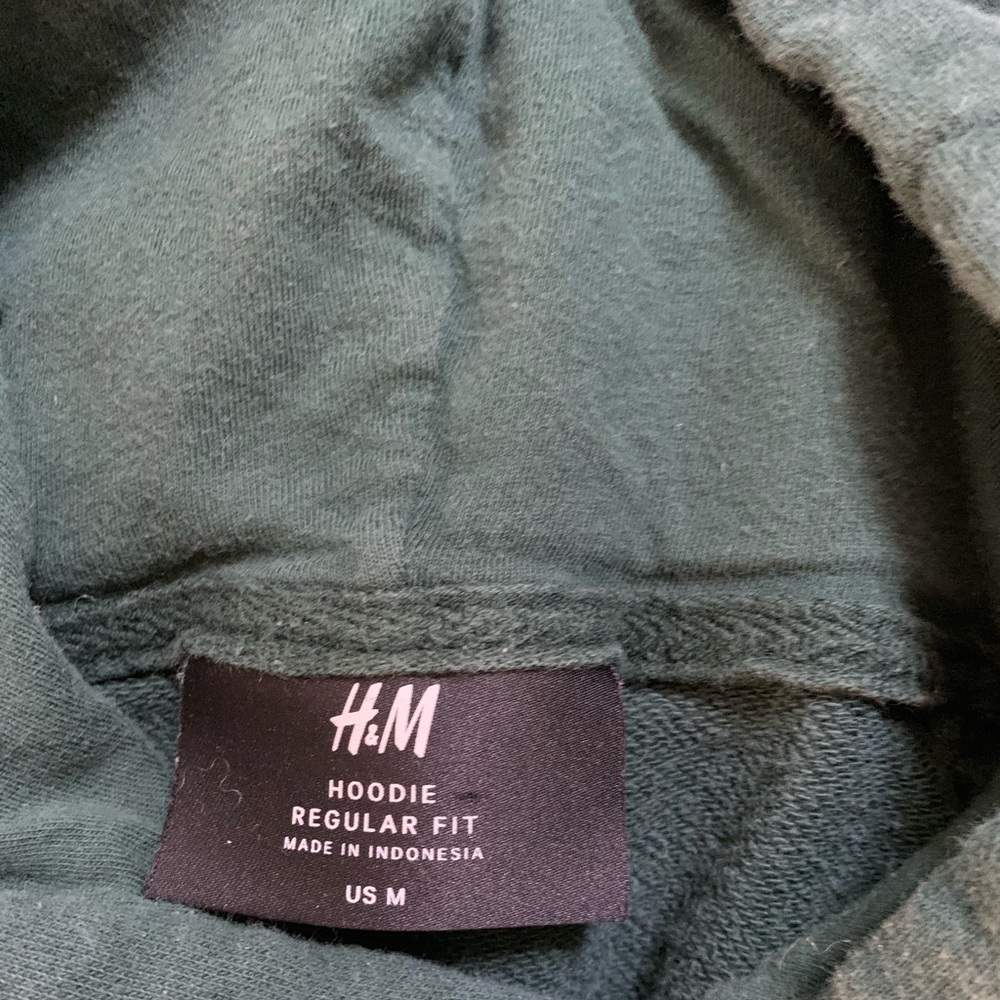 H&M
HOODIE
REGULAR FIT
MADE IN INDONESIA
US M